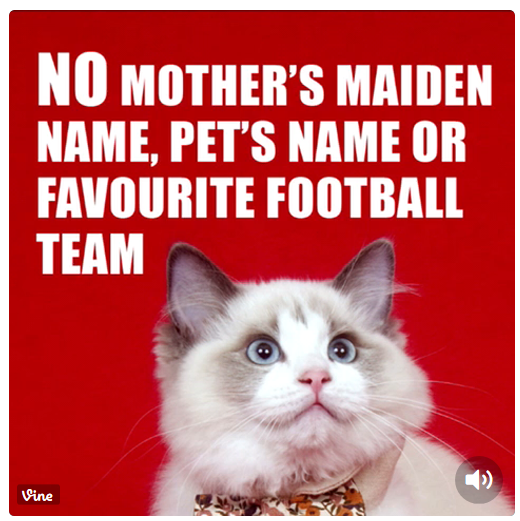 NO MOTHER'S MAIDEN
NAME, PET'S NAME OR
FAVOURITE FOOTBALL
TEAM
Vine